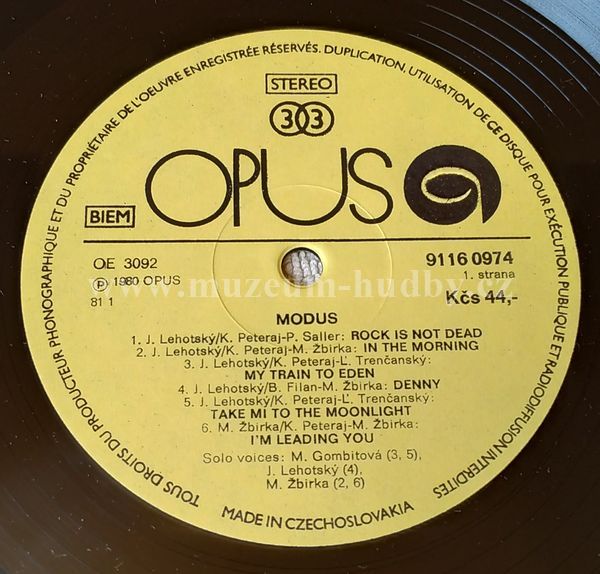 TOUS DROITS DU PRODUCTEUR PHONOGRAPHIQUE ET DU PROPRIÉTAIRE DE L'OEUVRE ENREGISTRÉE RÉSERVÉS. DUPLICATION, UTILISATION DE CE DISQUE POUR EXÉCUTION PUBLIQUE ET RADIODIFFUSION INTERDITES
STEREO
33
OPUS
BIEM
OE 3092
9116 0974
℗ 1980 OPUS
1. strana
81 1
Kčs 44,-
www.muzeum-hudby.cz
MODUS
1. J. Lehotský/K. Peteraj-P. Saller: ROCK IS NOT DEAD
2. J. Lehotský/K. Peteraj-M. Žbirka: IN THE MORNING
3. J. Lehotský/K. Peteraj-Ľ. Trenčanský:
MY TRAIN TO EDEN
4. J. Lehotský/B. Filan-M. Žbirka: DENNY
5. J. Lehotský/K. Peteraj-Ľ. Trenčanský:
TAKE MI TO THE MOONLIGHT
6. M. Žbirka/K. Peteraj-M. Žbirka:
I'M LEADING YOU
Solo voices: M. Gombitová (3, 5),
J. Lehotský (4),
M. Žbirka (2, 6)
MADE IN CZECHOSLOVAKIA